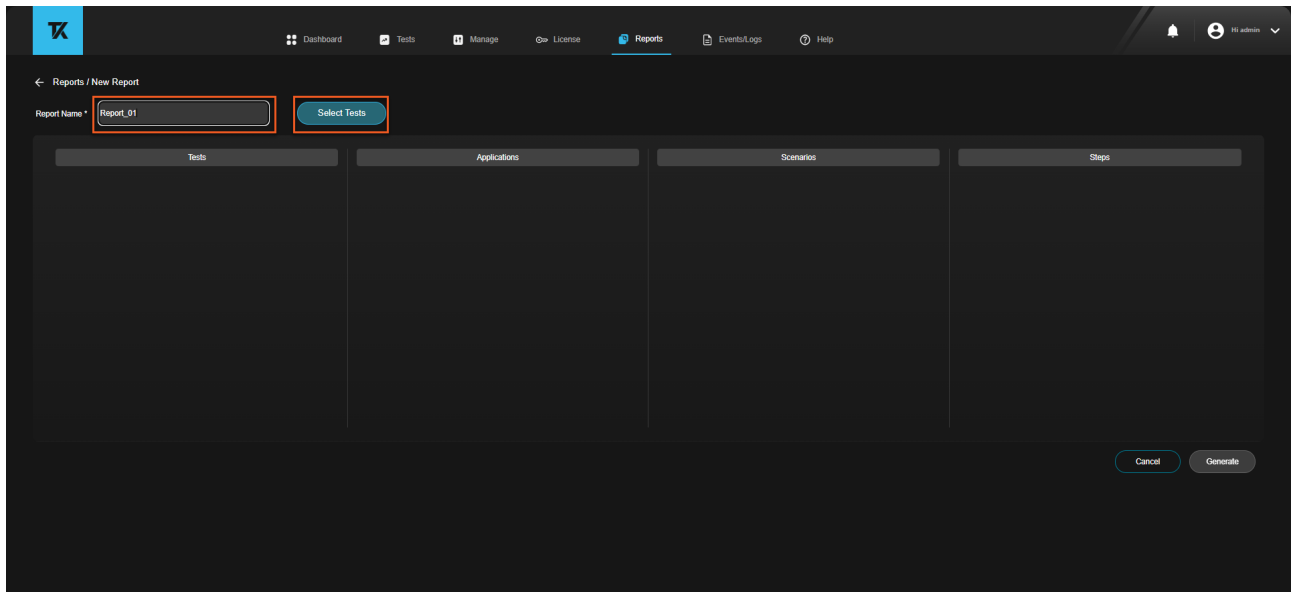 TK
Dashboard Tests Manage License Reports Events/Logs Help Hi admin
Reports / New Report
Report Name * Report_01 Select Tests
Tests Applications Scenarios Steps
Cancel Generate